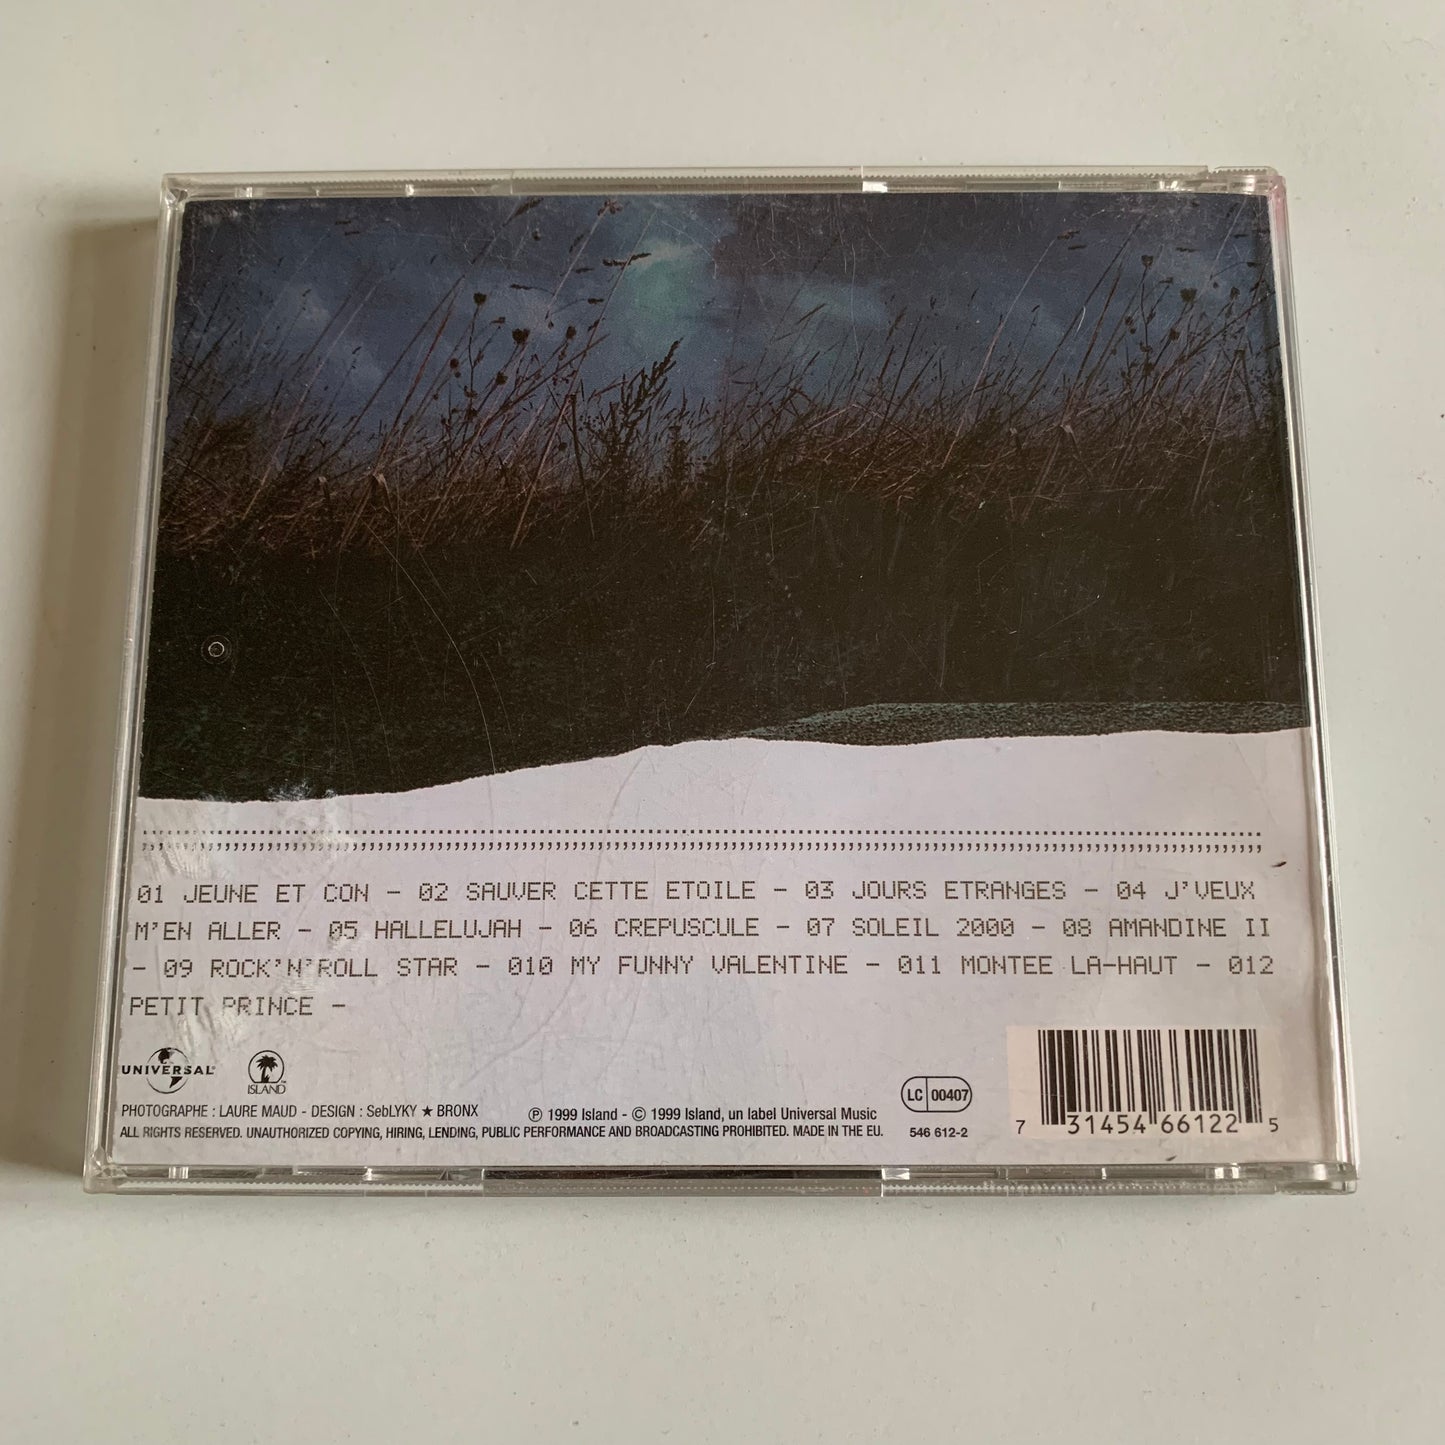 01 JEUNE ET CON - 02 SAUVER CETTE ETOILE - 03 JOURS ETRANGES - 04 J'VEUX
M'EN ALLER - 05 HALLELUJAH - 06 CREPUSCULE - 07 SOLEIL 2000 - 08 AMANDINE II
- 09 ROCK'N'ROLL STAR - 010 MY FUNNY VALENTINE - 011 MONTEE LA-HAUT - 012
PETIT PRINCE -
UNIVERSAL
ISLAND
PHOTOGRAPHE : LAURE MAUD - DESIGN : SebLYKY ★ BRONX
℗ 1999 Island - © 1999 Island, un label Universal Music
ALL RIGHTS RESERVED. UNAUTHORIZED COPYING, HIRING, LENDING, PUBLIC PERFORMANCE AND BROADCASTING PROHIBITED. MADE IN THE EU.
LC 00407
546 612-2
7 31454 66122 5